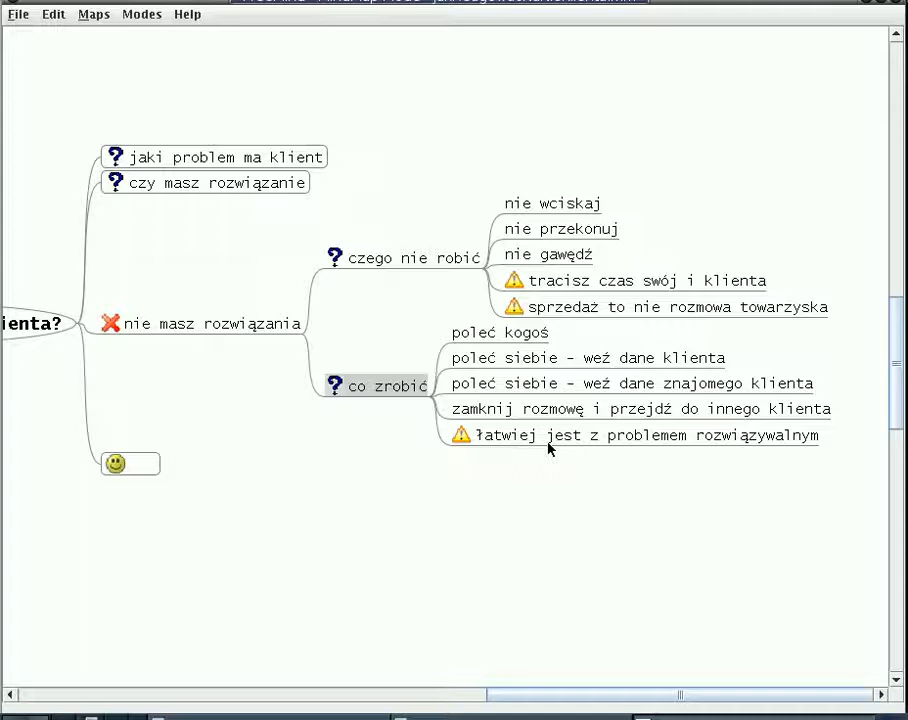 File Edit Maps Modes Help
jaki problem ma klient
czy masz rozwiązanie
nie wciskaj
nie przekonuj
czego nie robić
nie gawędź
tracisz czas swój i klienta
sprzedaż to nie rozmowa towarzyska
ienta?
nie masz rozwiązania
poleć kogoś
poleć siebie - weź dane klienta
co zrobić
poleć siebie - weź dane znajomego klienta
zamknij rozmowę i przejdź do innego klienta
łatwiej jest z problemem rozwiązywalnym